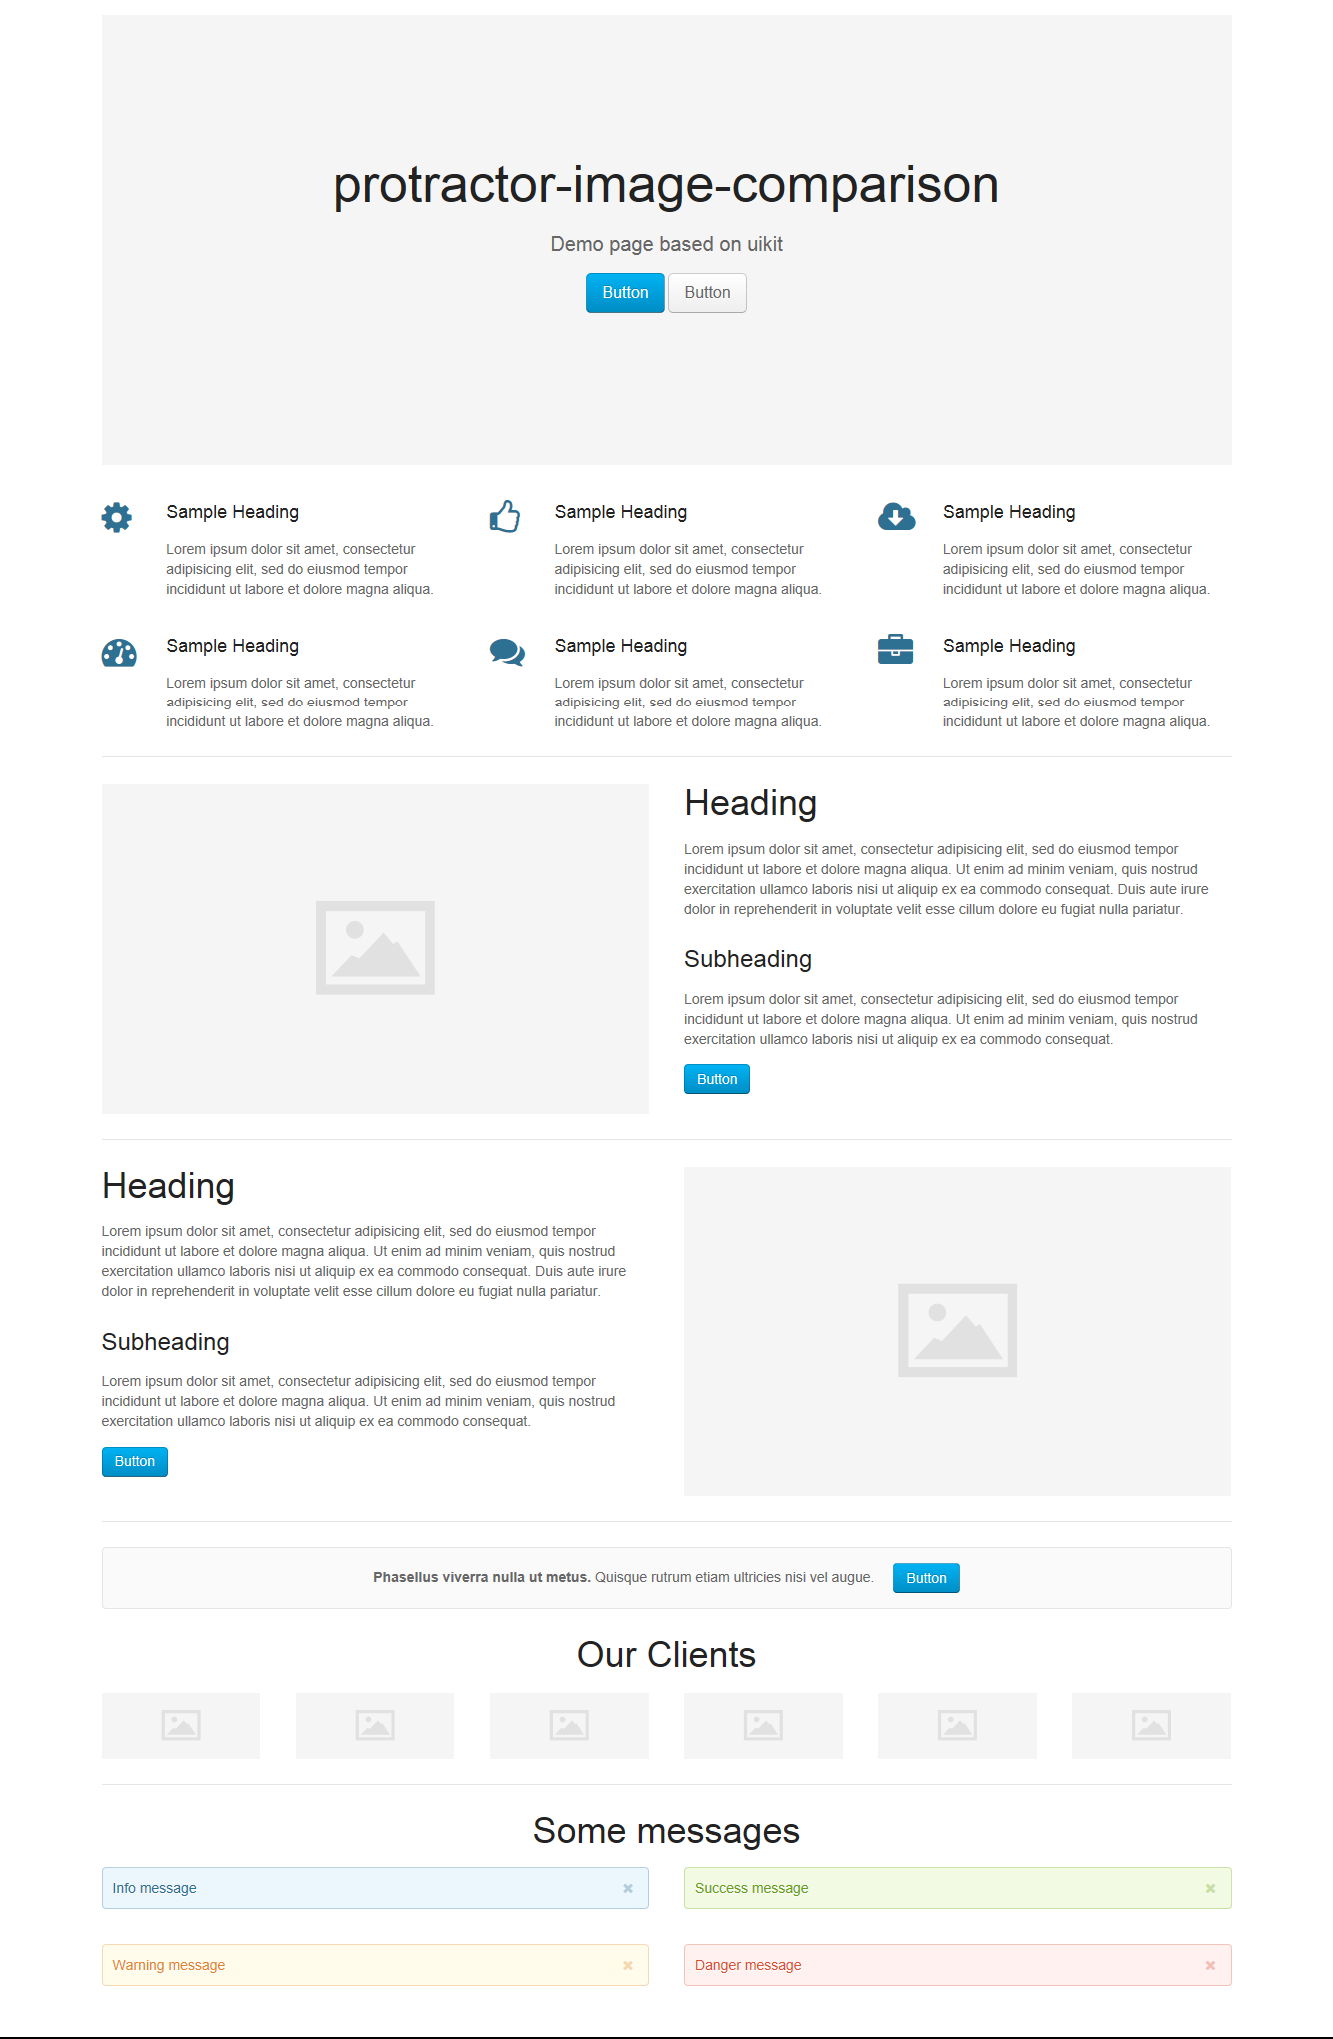 protractor-image-comparison
Demo page based on uikit
Button Button
Sample Heading
Lorem ipsum dolor sit amet, consectetur
adipisicing elit, sed do eiusmod tempor
incididunt ut labore et dolore magna aliqua.
Sample Heading
Lorem ipsum dolor sit amet, consectetur
adipisicing elit, sed do eiusmod tempor
incididunt ut labore et dolore magna aliqua.
Sample Heading
Lorem ipsum dolor sit amet, consectetur
adipisicing elit, sed do eiusmod tempor
incididunt ut labore et dolore magna aliqua.
Sample Heading
Lorem ipsum dolor sit amet, consectetur
adipisicing elit, sed do eiusmod tempor
incididunt ut labore et dolore magna aliqua.
Sample Heading
Lorem ipsum dolor sit amet, consectetur
adipisicing elit, sed do eiusmod tempor
incididunt ut labore et dolore magna aliqua.
Sample Heading
Lorem ipsum dolor sit amet, consectetur
adipisicing elit, sed do eiusmod tempor
incididunt ut labore et dolore magna aliqua.
Heading
Lorem ipsum dolor sit amet, consectetur adipisicing elit, sed do eiusmod tempor
incididunt ut labore et dolore magna aliqua. Ut enim ad minim veniam, quis nostrud
exercitation ullamco laboris nisi ut aliquip ex ea commodo consequat. Duis aute irure
dolor in reprehenderit in voluptate velit esse cillum dolore eu fugiat nulla pariatur.
Subheading
Lorem ipsum dolor sit amet, consectetur adipisicing elit, sed do eiusmod tempor
incididunt ut labore et dolore magna aliqua. Ut enim ad minim veniam, quis nostrud
exercitation ullamco laboris nisi ut aliquip ex ea commodo consequat.
Button
Heading
Lorem ipsum dolor sit amet, consectetur adipisicing elit, sed do eiusmod tempor
incididunt ut labore et dolore magna aliqua. Ut enim ad minim veniam, quis nostrud
exercitation ullamco laboris nisi ut aliquip ex ea commodo consequat. Duis aute irure
dolor in reprehenderit in voluptate velit esse cillum dolore eu fugiat nulla pariatur.
Subheading
Lorem ipsum dolor sit amet, consectetur adipisicing elit, sed do eiusmod tempor
incididunt ut labore et dolore magna aliqua. Ut enim ad minim veniam, quis nostrud
exercitation ullamco laboris nisi ut aliquip ex ea commodo consequat.
Button
Phasellus viverra nulla ut metus. Quisque rutrum etiam ultricies nisi vel augue. Button
Our Clients
Some messages
Info message
Success message
Warning message
Danger message